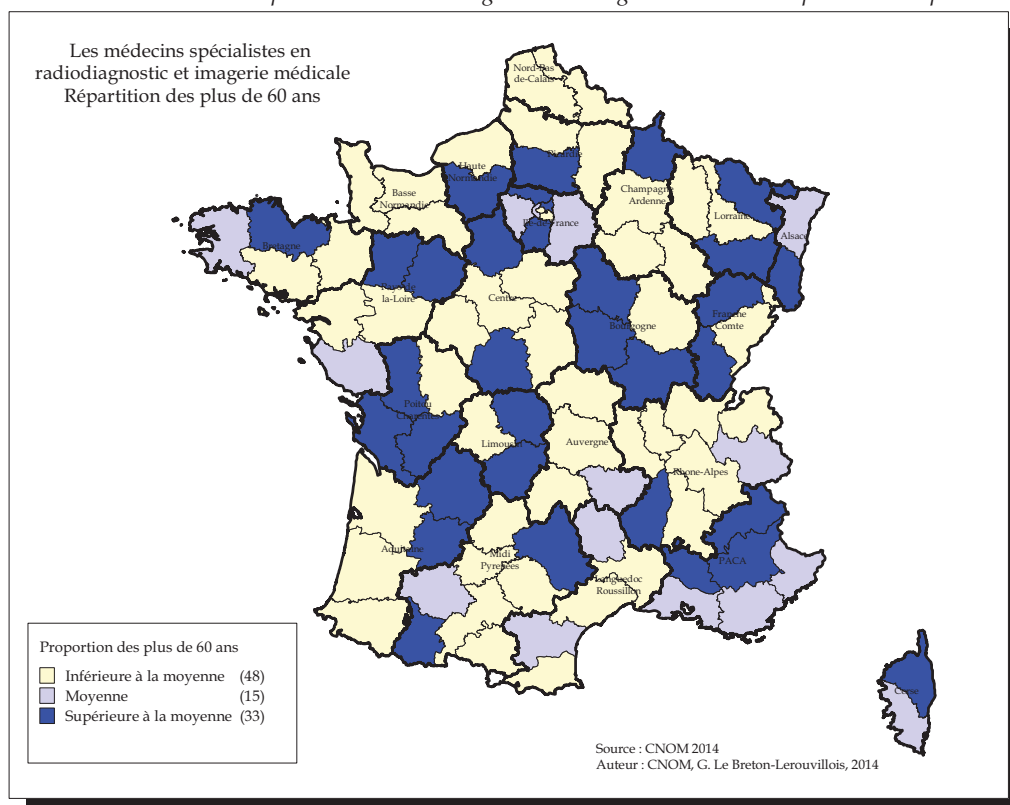 Les médecins spécialistes en
radiodiagnostic et imagerie médicale
Répartition des plus de 60 ans
Nord-Pas
de-Calais
Picardie
Haute
Normandie
Basse
Normandie
Champagne
Ardenne
Lorraine
Alsace
Ile-de-France
Bretagne
Pays de
la-Loire
Centre
Bourgogne
Franche
Comte
Poitou
Charentes
Limousin
Auvergne
Rhone-Alpes
Aquitaine
Midi
Pyrenées
Languedoc
Roussillon
PACA
Corse
Proportion des plus de 60 ans
Inférieure à la moyenne (48)
Moyenne (15)
Supérieure à la moyenne (33)
Source : CNOM 2014
Auteur : CNOM, G. Le Breton-Lerouvillois, 2014